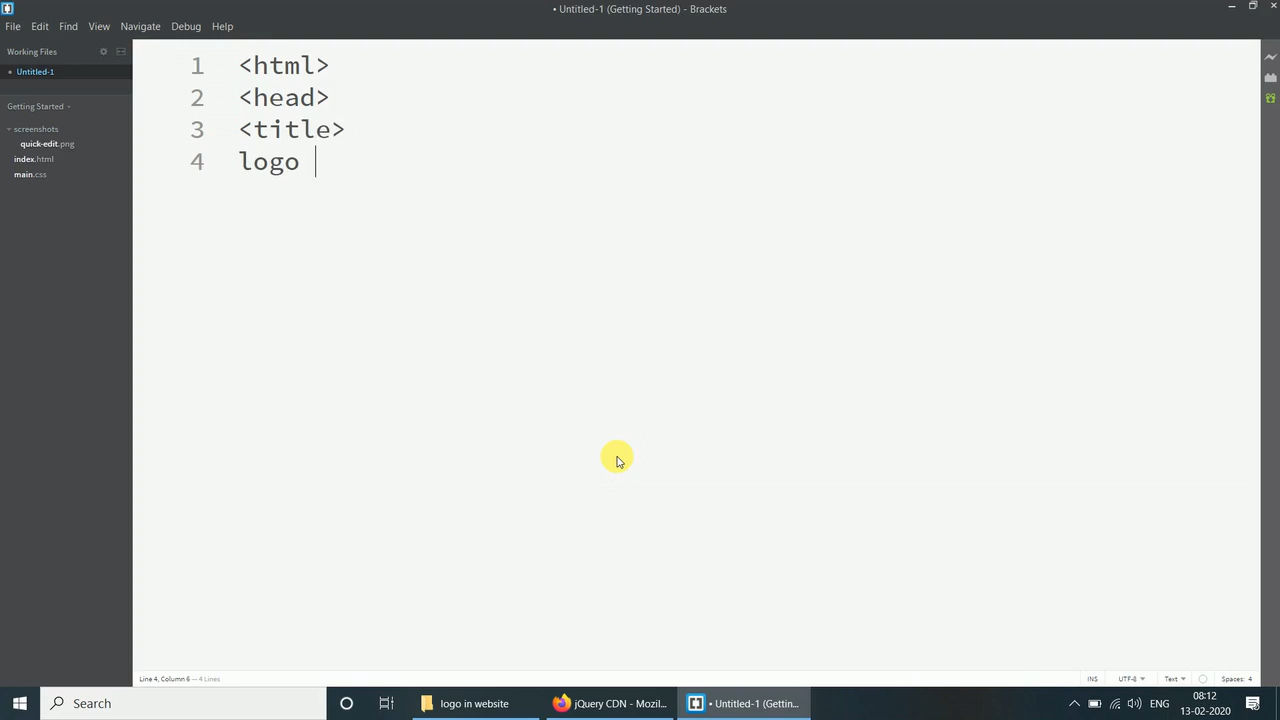 • Untitled-1 (Getting Started) - Brackets
File Edit Find View Navigate Debug Help
Working Files
• Untitled-1
Getting Started
screenshots
quick-edit.png
index.html
main.css
1 <html>
2 <head>
3 <title>
4 logo
Line 4, Column 6 — 4 Lines
INS UTF-8 Text Spaces: 4
Search
logo in website
jQuery CDN - Mozil...
• Untitled-1 (Gettin...
ENG
08:12
13-02-2020